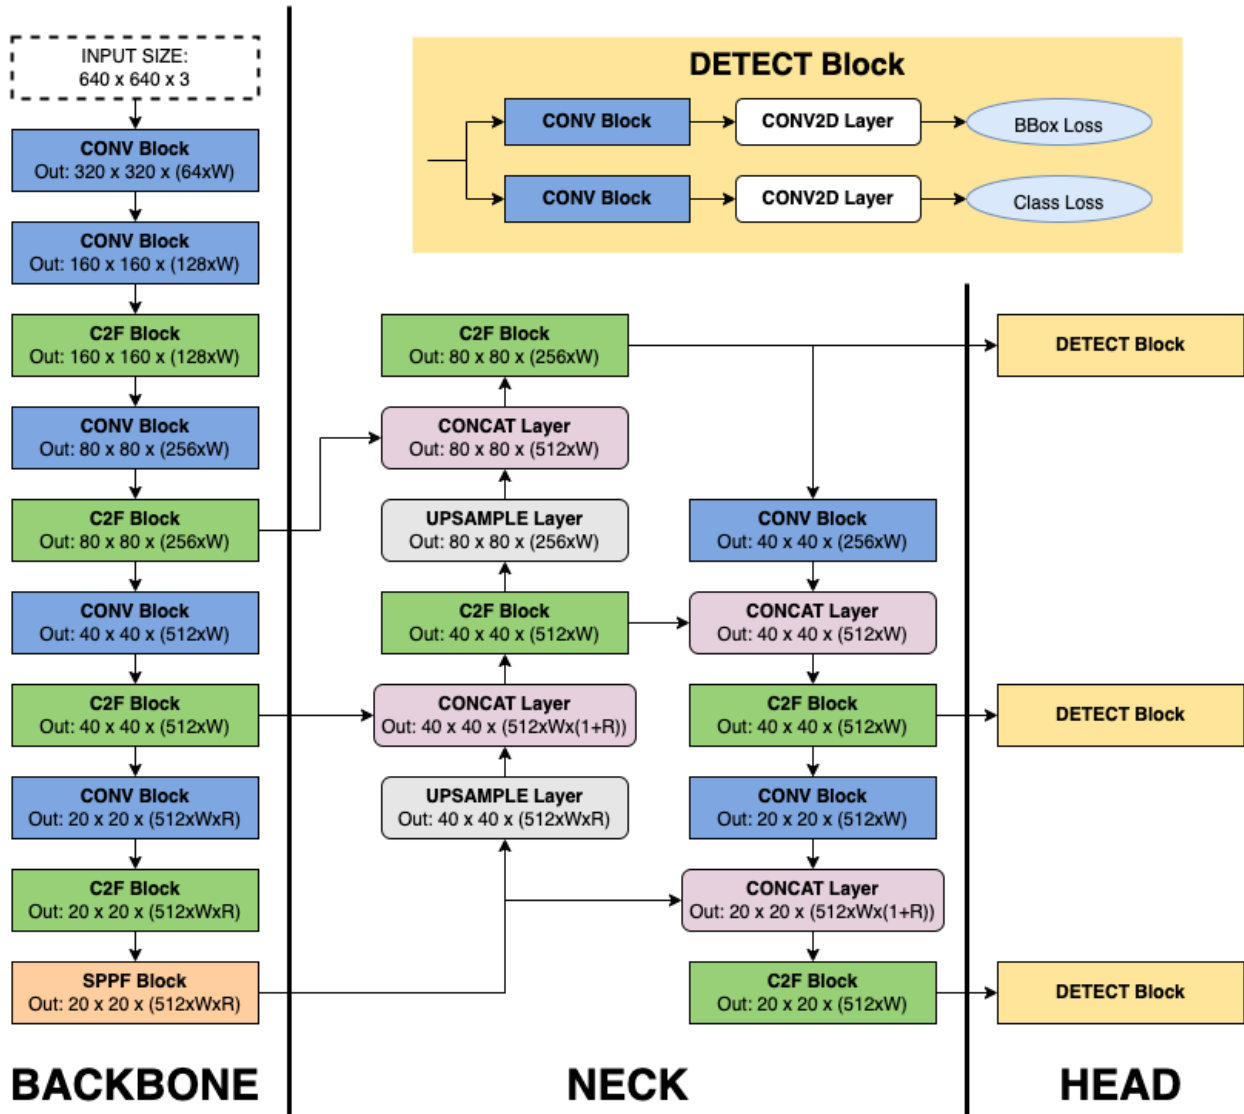 INPUT SIZE:
640 x 640 x 3
CONV Block
Out: 320 x 320 x (64xW)
CONV Block
Out: 160 x 160 x (128xW)
C2F Block
Out: 160 x 160 x (128xW)
CONV Block
Out: 80 x 80 x (256xW)
C2F Block
Out: 80 x 80 x (256xW)
CONV Block
Out: 40 x 40 x (512xW)
C2F Block
Out: 40 x 40 x (512xW)
CONV Block
Out: 20 x 20 x (512xWxR)
C2F Block
Out: 20 x 20 x (512xWxR)
SPPF Block
Out: 20 x 20 x (512xWxR)
BACKBONE
DETECT Block
CONV Block
CONV2D Layer
BBox Loss
CONV Block
CONV2D Layer
Class Loss
C2F Block
Out: 80 x 80 x (256xW)
CONCAT Layer
Out: 80 x 80 x (512xW)
UPSAMPLE Layer
Out: 80 x 80 x (256xW)
C2F Block
Out: 40 x 40 x (512xW)
CONCAT Layer
Out: 40 x 40 x (512xWx(1+R))
UPSAMPLE Layer
Out: 40 x 40 x (512xWxR)
CONV Block
Out: 40 x 40 x (256xW)
CONCAT Layer
Out: 40 x 40 x (512xW)
C2F Block
Out: 40 x 40 x (512xW)
CONV Block
Out: 20 x 20 x (512xW)
CONCAT Layer
Out: 20 x 20 x (512xWx(1+R))
C2F Block
Out: 20 x 20 x (512xW)
NECK
DETECT Block
DETECT Block
DETECT Block
HEAD